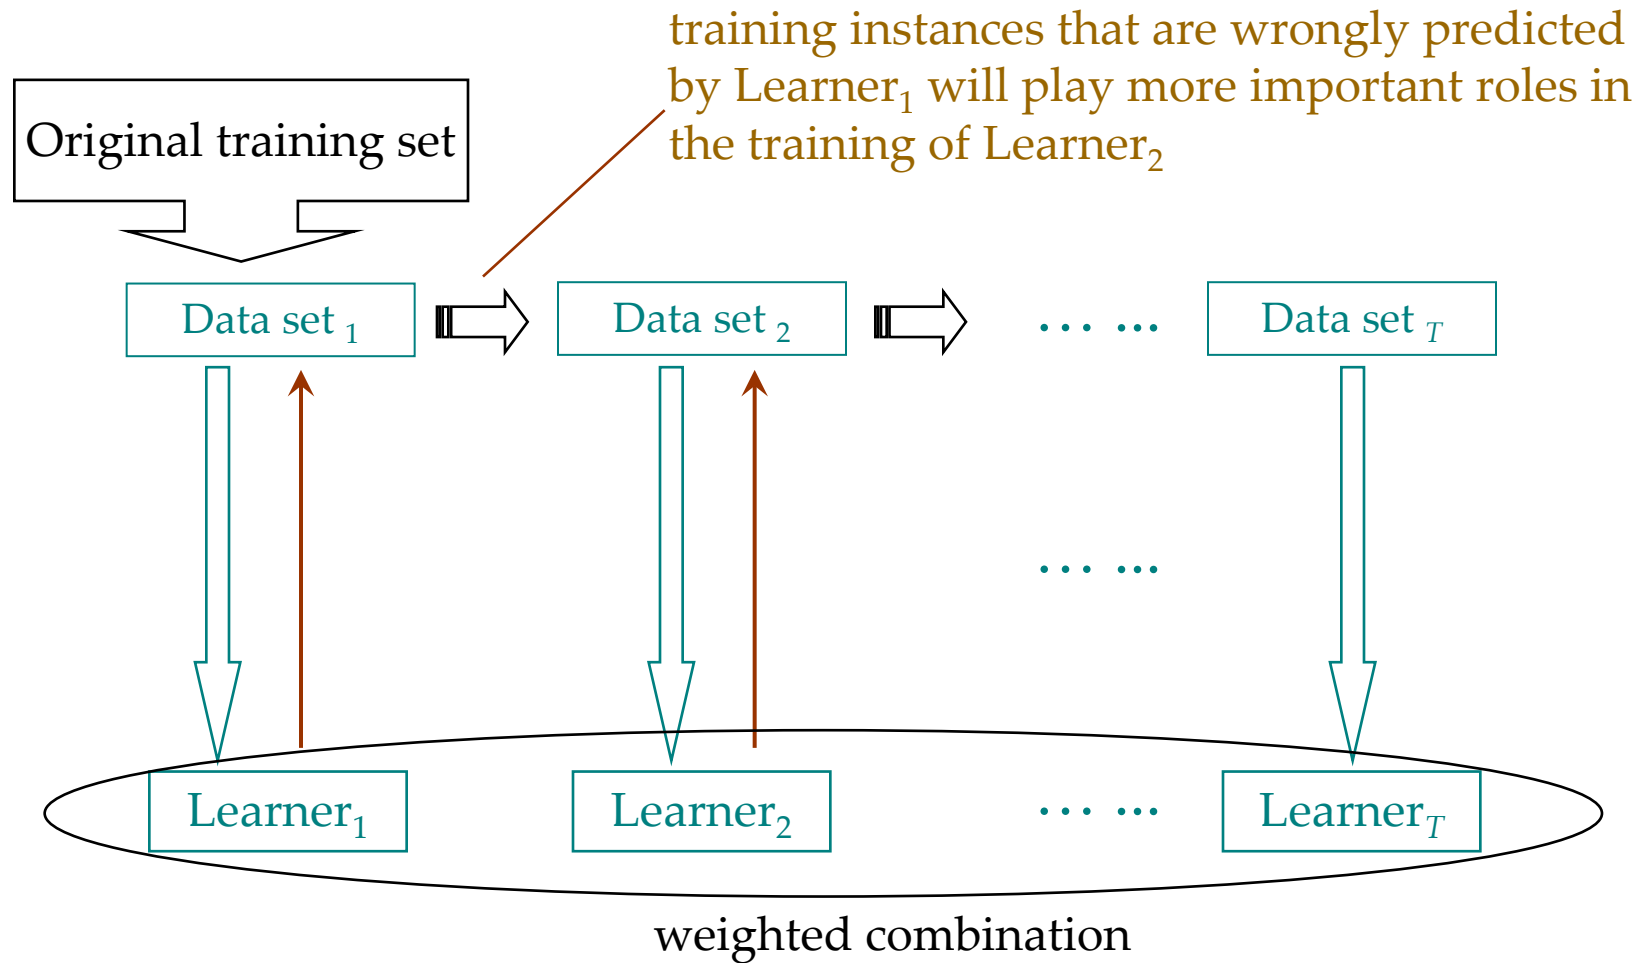 training instances that are wrongly predicted
by Learner₁ will play more important roles in
the training of Learner₂
Original training set
Data set ₁
Data set ₂
… ...
Data set T
… ...
Learner₁
Learner₂
… ...
LearnerT
weighted combination